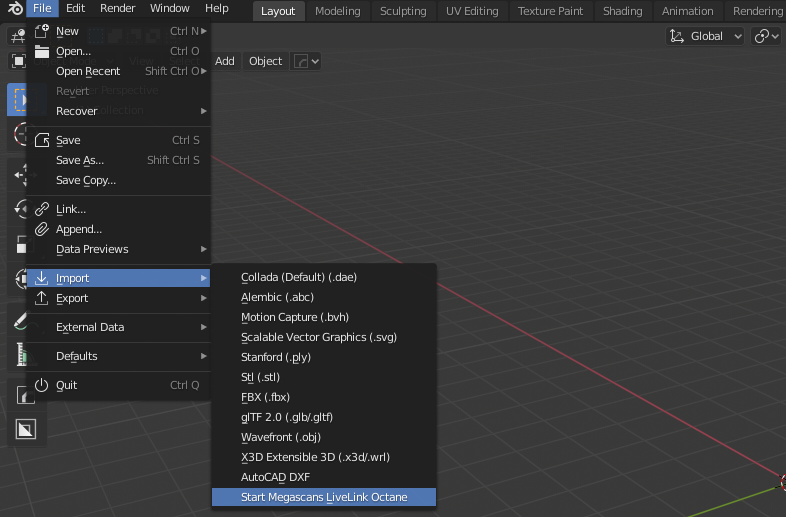 File Edit Render Window Help Layout Modeling Sculpting UV Editing Texture Paint Shading Animation Rendering
Global
Add Object
New Ctrl N
Open... Ctrl O
Open Recent Shift Ctrl O
Revert
Perspective
Recover
Collection
Save Ctrl S
Save As... Shift Ctrl S
Save Copy...
Link...
Append...
Data Previews
Import
Export
External Data
Defaults
Quit Ctrl Q
Collada (Default) (.dae)
Alembic (.abc)
Motion Capture (.bvh)
Scalable Vector Graphics (.svg)
Stanford (.ply)
Stl (.stl)
FBX (.fbx)
glTF 2.0 (.glb/.gltf)
Wavefront (.obj)
X3D Extensible 3D (.x3d/.wrl)
AutoCAD DXF
Start Megascans LiveLink Octane